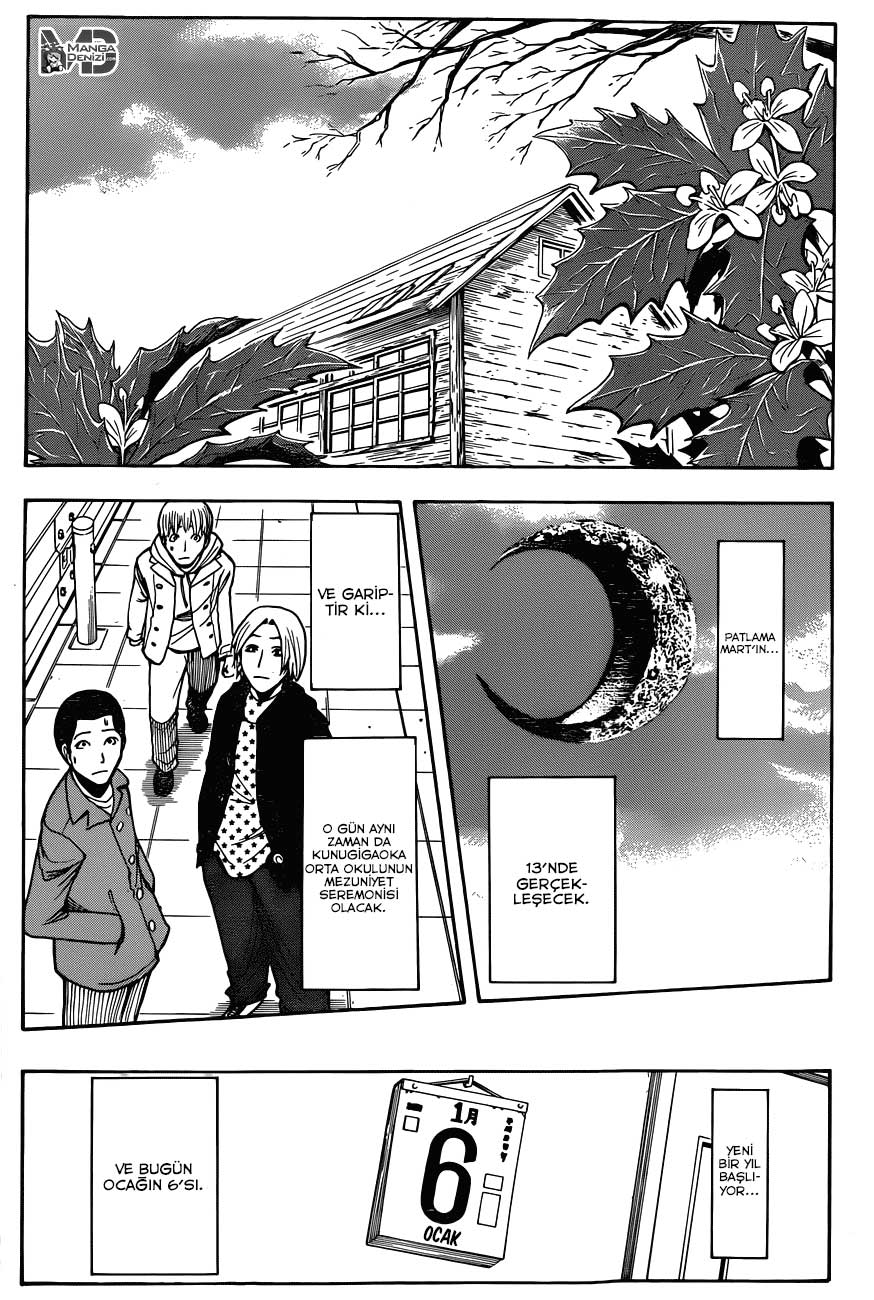 MANGA
DENİZİ
PATLAMA
MART'IN...
13'NDE
GERÇEK-
LEŞECEK.
VE GARİP-
TİR Kİ...
O GÜN AYNI
ZAMAN DA
KUNUGİGAOKA
ORTA OKULUNUN
MEZUNİYET
SEREMONİSİ
OLACAK.
YENİ
BİR YIL
BAŞLI-
YOR...
1月
6
OCAK
VE BUGÜN
OCAĞIN 6'SI.